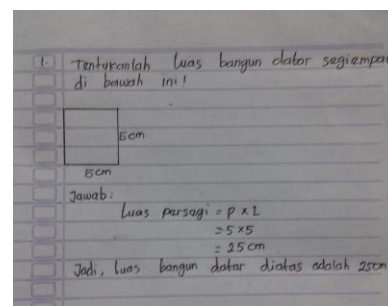 1. Tentukanlah luas bangun datar segiempat
di bawah ini!
5cm
5cm
Jawab:
Luas parsagi = P x L
= 5 x 5
= 25 cm
Jadi, luas bangun datar diatas adalah 25cm